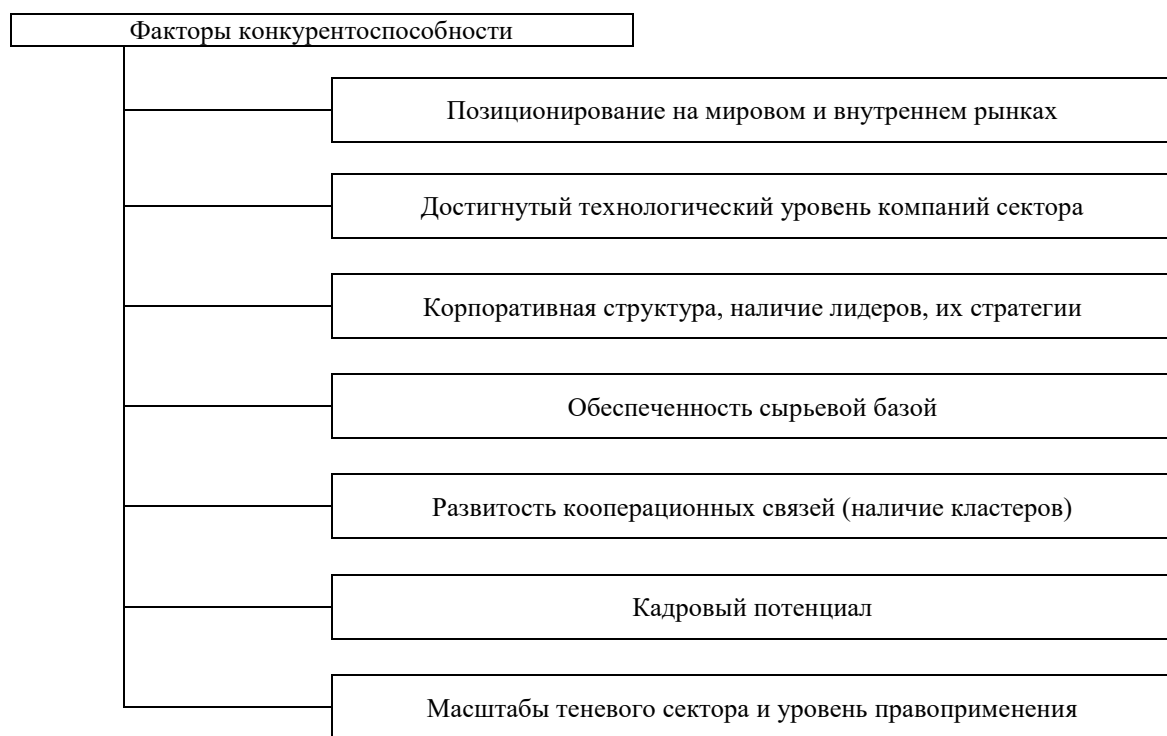 Факторы конкурентоспособности
Позиционирование на мировом и внутреннем рынках
Достигнутый технологический уровень компаний сектора
Корпоративная структура, наличие лидеров, их стратегии
Обеспеченность сырьевой базой
Развитость кооперационных связей (наличие кластеров)
Кадровый потенциал
Масштабы теневого сектора и уровень правоприменения